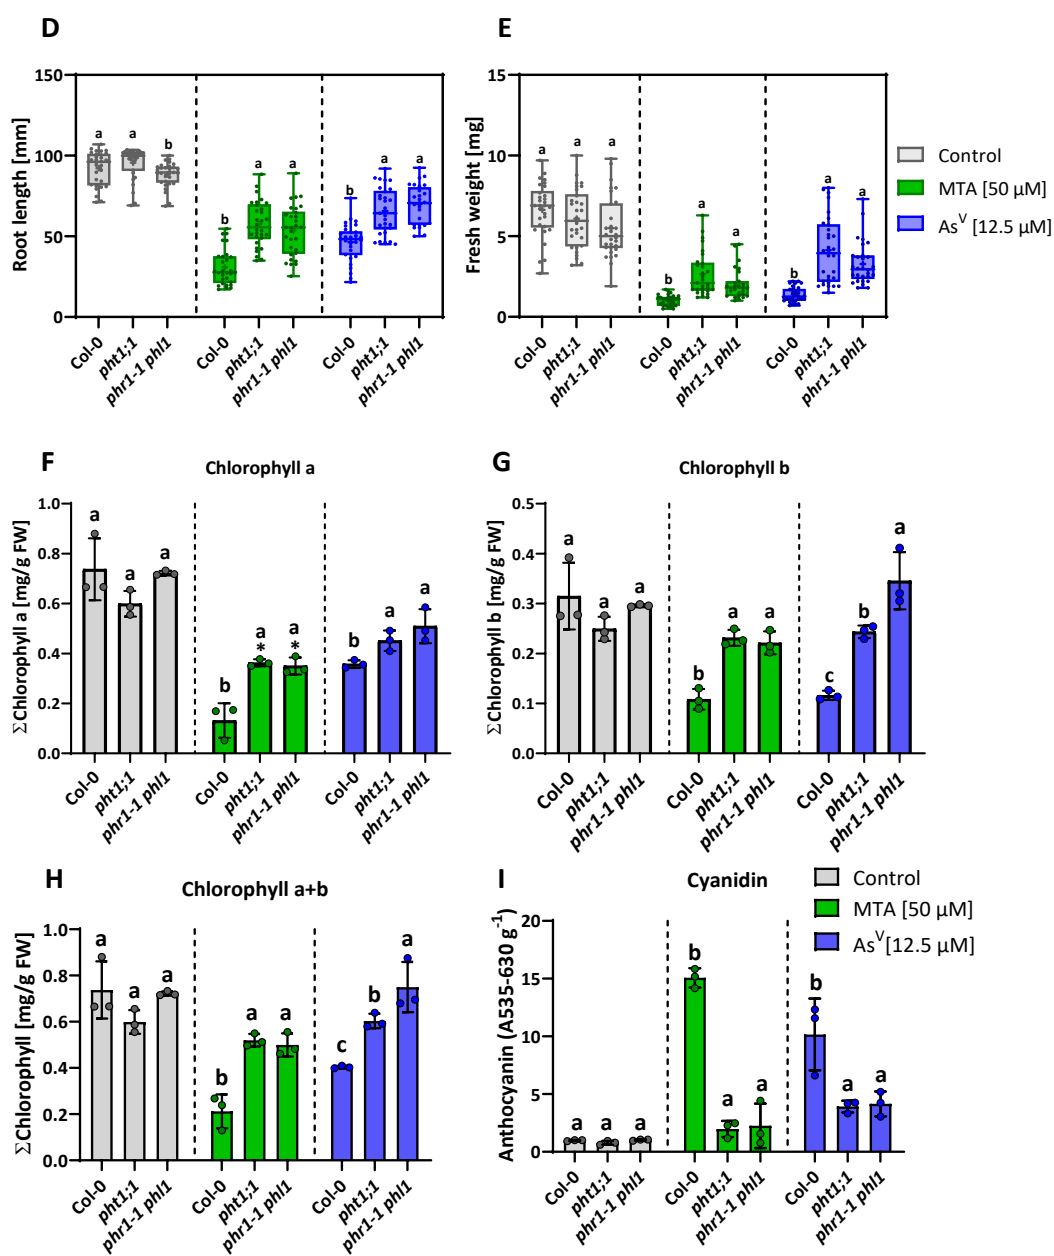 D
Root length [mm]
150
100
50
0
a a b
b a a
b a a
Col-0 pht1;1 phr1-1 phl1
Col-0 pht1;1 phr1-1 phl1
Col-0 pht1;1 phr1-1 phl1
E
Fresh weight [mg]
15
10
5
0
a a a
b a a
b a a
Col-0 pht1;1 phr1-1 phl1
Col-0 pht1;1 phr1-1 phl1
Col-0 pht1;1 phr1-1 phl1
Control
MTA [50 µM]
As^V [12.5 µM]
F
Chlorophyll a
ΣChlorophyll a [mg/g FW]
1.0
0.8
0.6
0.4
0.2
0.0
a a a
b a a
* *
b a a
Col-0 pht1;1 phr1-1 phl1
Col-0 pht1;1 phr1-1 phl1
Col-0 pht1;1 phr1-1 phl1
G
Chlorophyll b
ΣChlorophyll b [mg/g FW]
0.5
0.4
0.3
0.2
0.1
0.0
a a a
b a a
c b a
Col-0 pht1;1 phr1-1 phl1
Col-0 pht1;1 phr1-1 phl1
Col-0 pht1;1 phr1-1 phl1
H
Chlorophyll a+b
ΣChlorophyll [mg/g FW]
1.0
0.8
0.6
0.4
0.2
0.0
a a a
b a a
c b a
Col-0 pht1;1 phr1-1 phl1
Col-0 pht1;1 phr1-1 phl1
Col-0 pht1;1 phr1-1 phl1
I
Cyanidin
Anthocyanin (A535-630 g⁻¹)
20
15
10
5
0
a a a
b a a
b a a
Col-0 pht1;1 phr1-1 phl1
Col-0 pht1;1 phr1-1 phl1
Col-0 pht1;1 phr1-1 phl1
Control
MTA [50 µM]
As^V[12.5 µM]